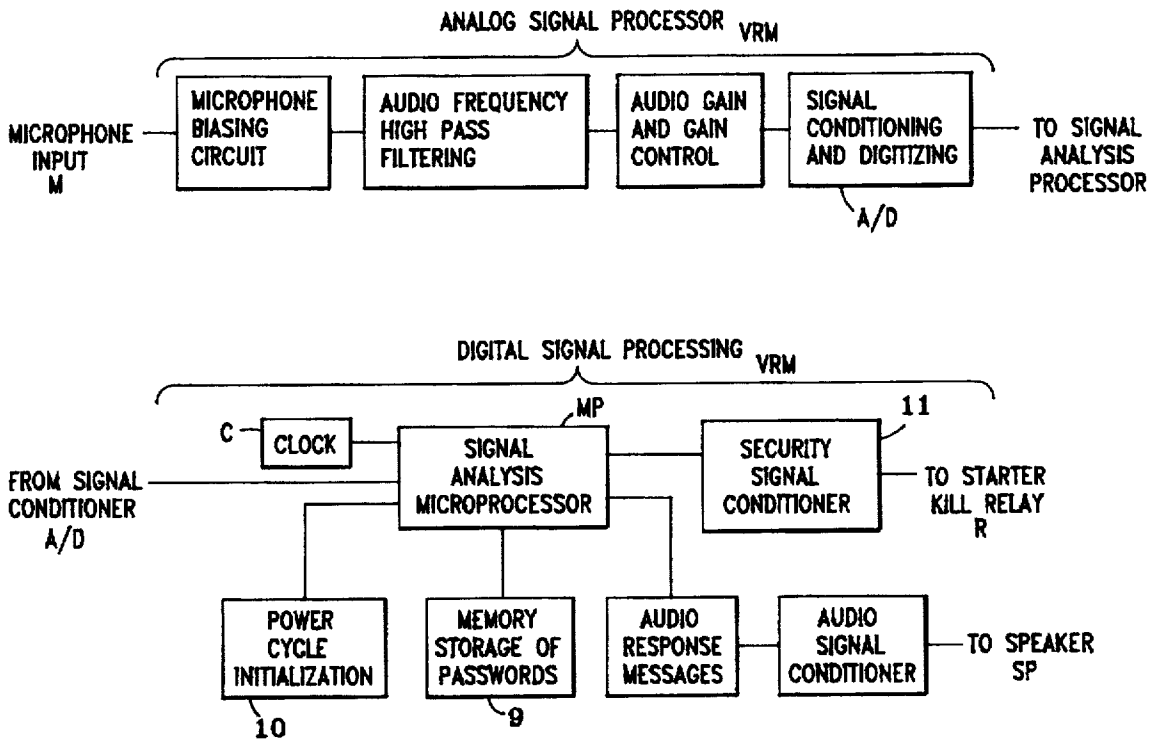 ANALOG SIGNAL PROCESSOR VRM
MICROPHONE
INPUT
M
MICROPHONE
BIASING
CIRCUIT
AUDIO FREQUENCY
HIGH PASS
FILTERING
AUDIO GAIN
AND GAIN
CONTROL
SIGNAL
CONDITIONING
AND DIGITIZING
A/D
TO SIGNAL
ANALYSIS
PROCESSOR
DIGITAL SIGNAL PROCESSING VRM
C
CLOCK
MP
SIGNAL
ANALYSIS
MICROPROCESSOR
11
SECURITY
SIGNAL
CONDITIONER
FROM SIGNAL
CONDITIONER
A/D
TO STARTER
KILL RELAY
R
POWER
CYCLE
INITIALIZATION
10
MEMORY
STORAGE OF
PASSWORDS
9
AUDIO
RESPONSE
MESSAGES
AUDIO
SIGNAL
CONDITIONER
TO SPEAKER
SP